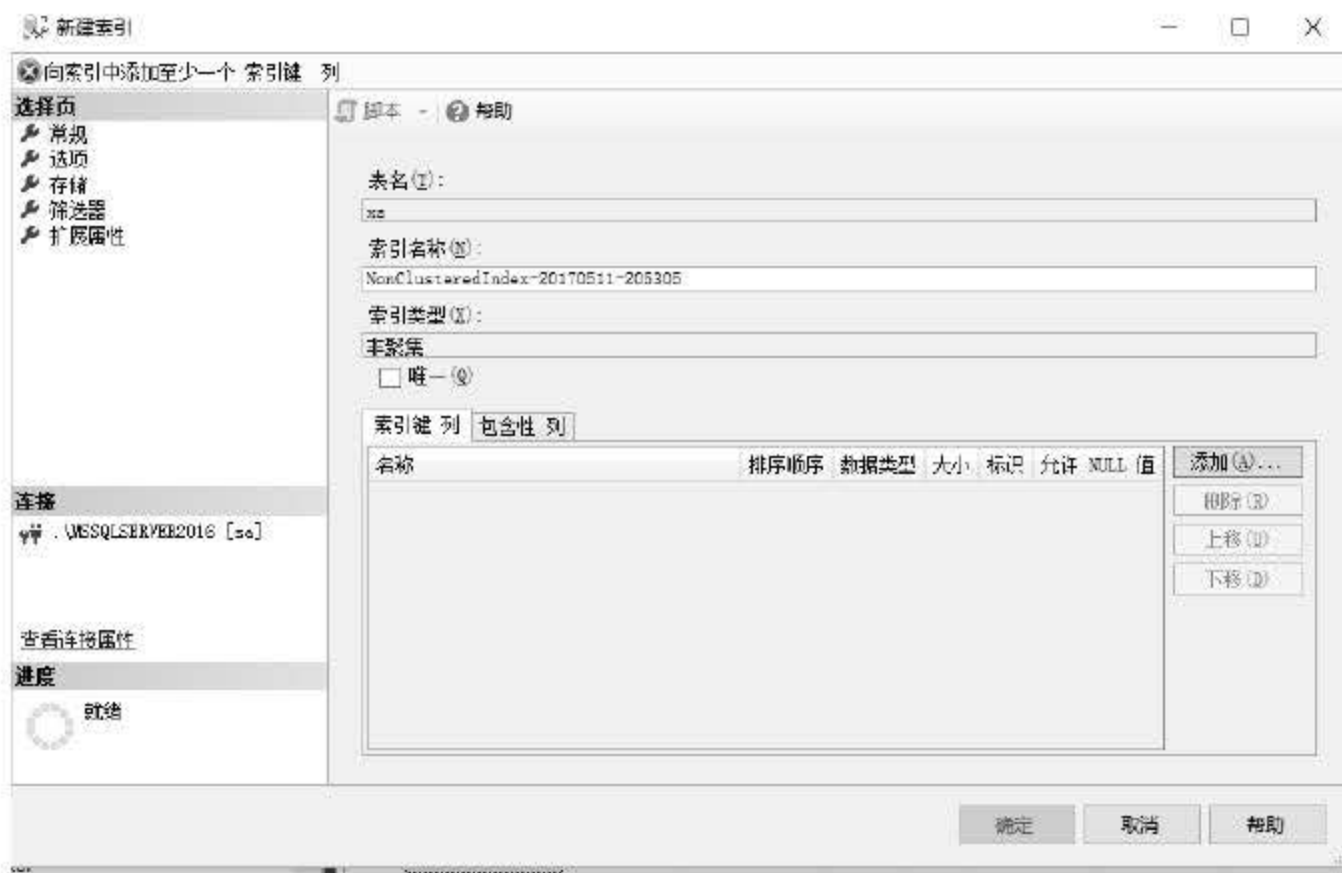 新建索引
向索引中添加至少一个 索引键 列
选择页
常规
选项
存储
筛选器
扩展属性
脚本 帮助
表名(T):
xs
索引名称(N):
NonClusteredIndex-20170511-205305
索引类型(X):
非聚集
唯一(Q)
索引键 列 包含性 列
名称 排序顺序 数据类型 大小 标识 允许 NULL 值
添加(A)...
删除(R)
上移(U)
下移(D)
连接
.\MSSQLSERVER2016 [sa]
查看连接属性
进度
就绪
确定 取消 帮助